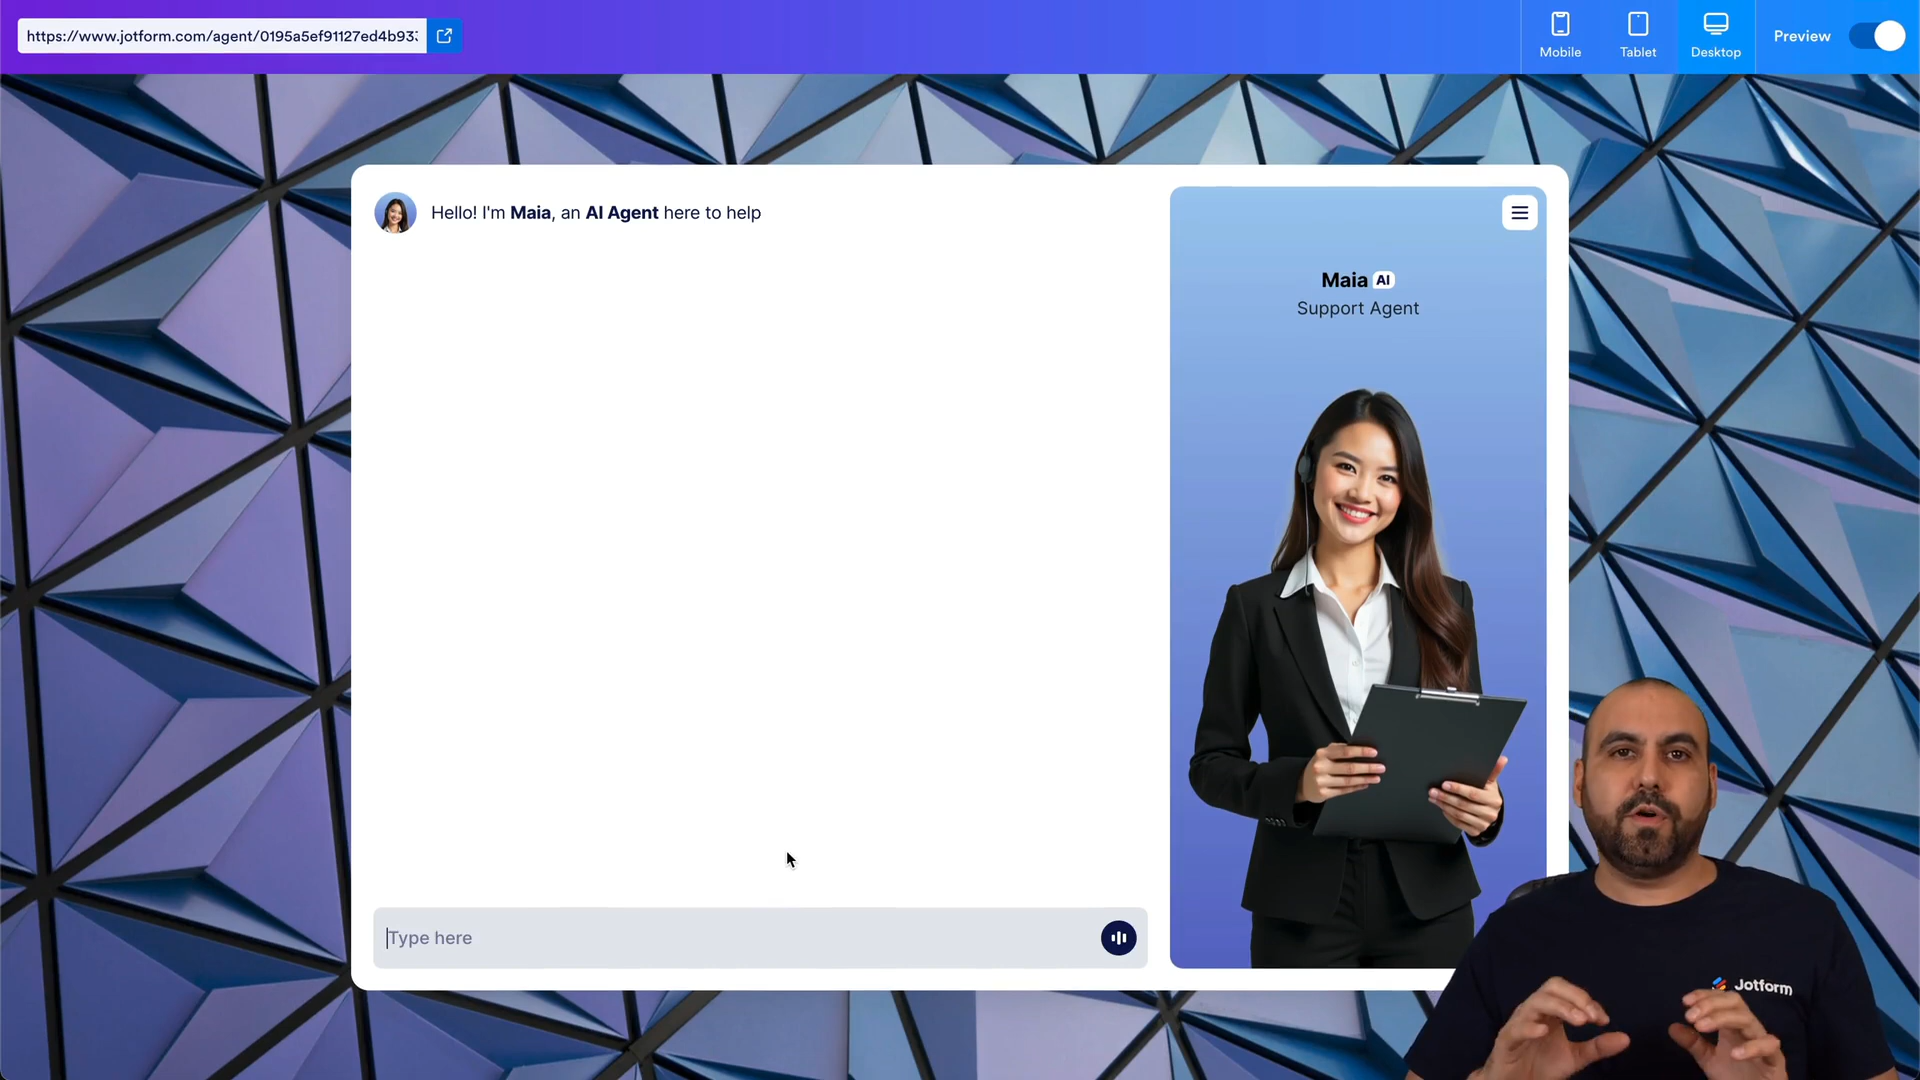 https://www.jotform.com/agent/0195a5ef91127ed4b93
Mobile
Tablet
Desktop
Preview
Hello! I'm Maia, an AI Agent here to help
Maia AI
Support Agent
Type here
Jotform